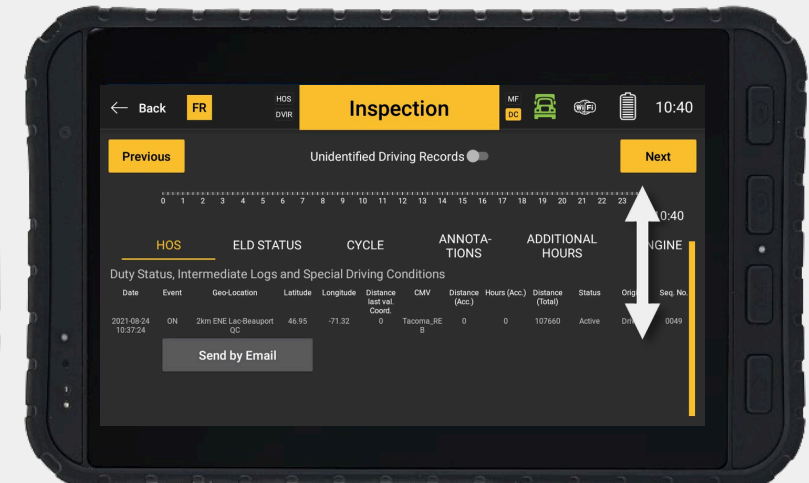 Back FR HOS DVIR Inspection MF DC WiFi 10:40
Previous Unidentified Driving Records Next
0 1 2 3 4 5 6 7 8 9 10 11 12 13 14 15 16 17 18 19 20 21 22 23
0:40
HOS ELD STATUS CYCLE ANNOTA-TIONS ADDITIONAL HOURS GINE
Duty Status, Intermediate Logs and Special Driving Conditions
Date Event Geo-Location Latitude Longitude Distance last val. Coord. CMV Distance (Acc.) Hours (Acc.) Distance (Total) Status Seq. No.
2021-08-24 10:37:24 ON 2km ENE Lac-Beauport QC 46.95 -71.32 0 Tacoma_REB 0 0 107660 Active 0049
Send by Email